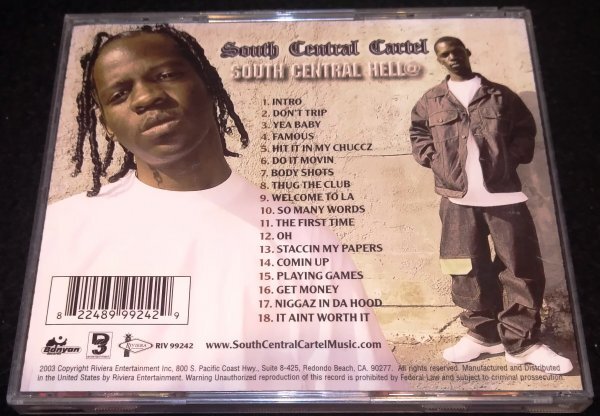 South Central Cartel
SOUTH CENTRAL HELL@
1. INTRO
2. DON'T TRIP
3. YEA BABY
4. FAMOUS
5. HIT IT IN MY CHUCCZ
6. DO IT MOVIN
7. BODY SHOTS
8. THUG THE CLUB
9. WELCOME TO LA
10. SO MANY WORDS
11. THE FIRST TIME
12. OH
13. STACCIN MY PAPERS
14. COMIN UP
15. PLAYING GAMES
16. GET MONEY
17. NIGGAZ IN DA HOOD
18. IT AINT WORTH IT
8 22489 99242 9
Banyan
RIVIERA
RIV 99242
www.SouthCentralCartelMusic.com
2003 Copyright Riviera Entertainment Inc, 800 S. Pacific Coast Hwy., Suite 8-425, Redondo Beach, CA. 90277. All rights reserved. Manufactured and Distributed
in the United States by Riviera Entertainment. Warning Unauthorized reproduction of this record is prohibited by Federal Law and subject to criminal prossecution.